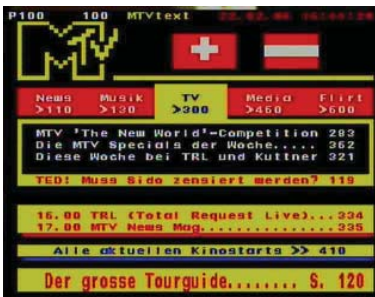 P100 100 MTVtext
MTV
News Musik TV Media Flirt
>110 >130 >300 >450 >600
MTV 'The New World'-Competition 283
Die MTV Specials der Woche..... 362
Diese Woche bei TRL und Kuttner 321
TED: Muss Sido zensiert werden? 119
16.00 TRL (Total Request Live)...334
17.00 MTV News Mag...............335
Alle aktuellen Kinostarts >> 410
Der grosse Tourguide........ S. 120